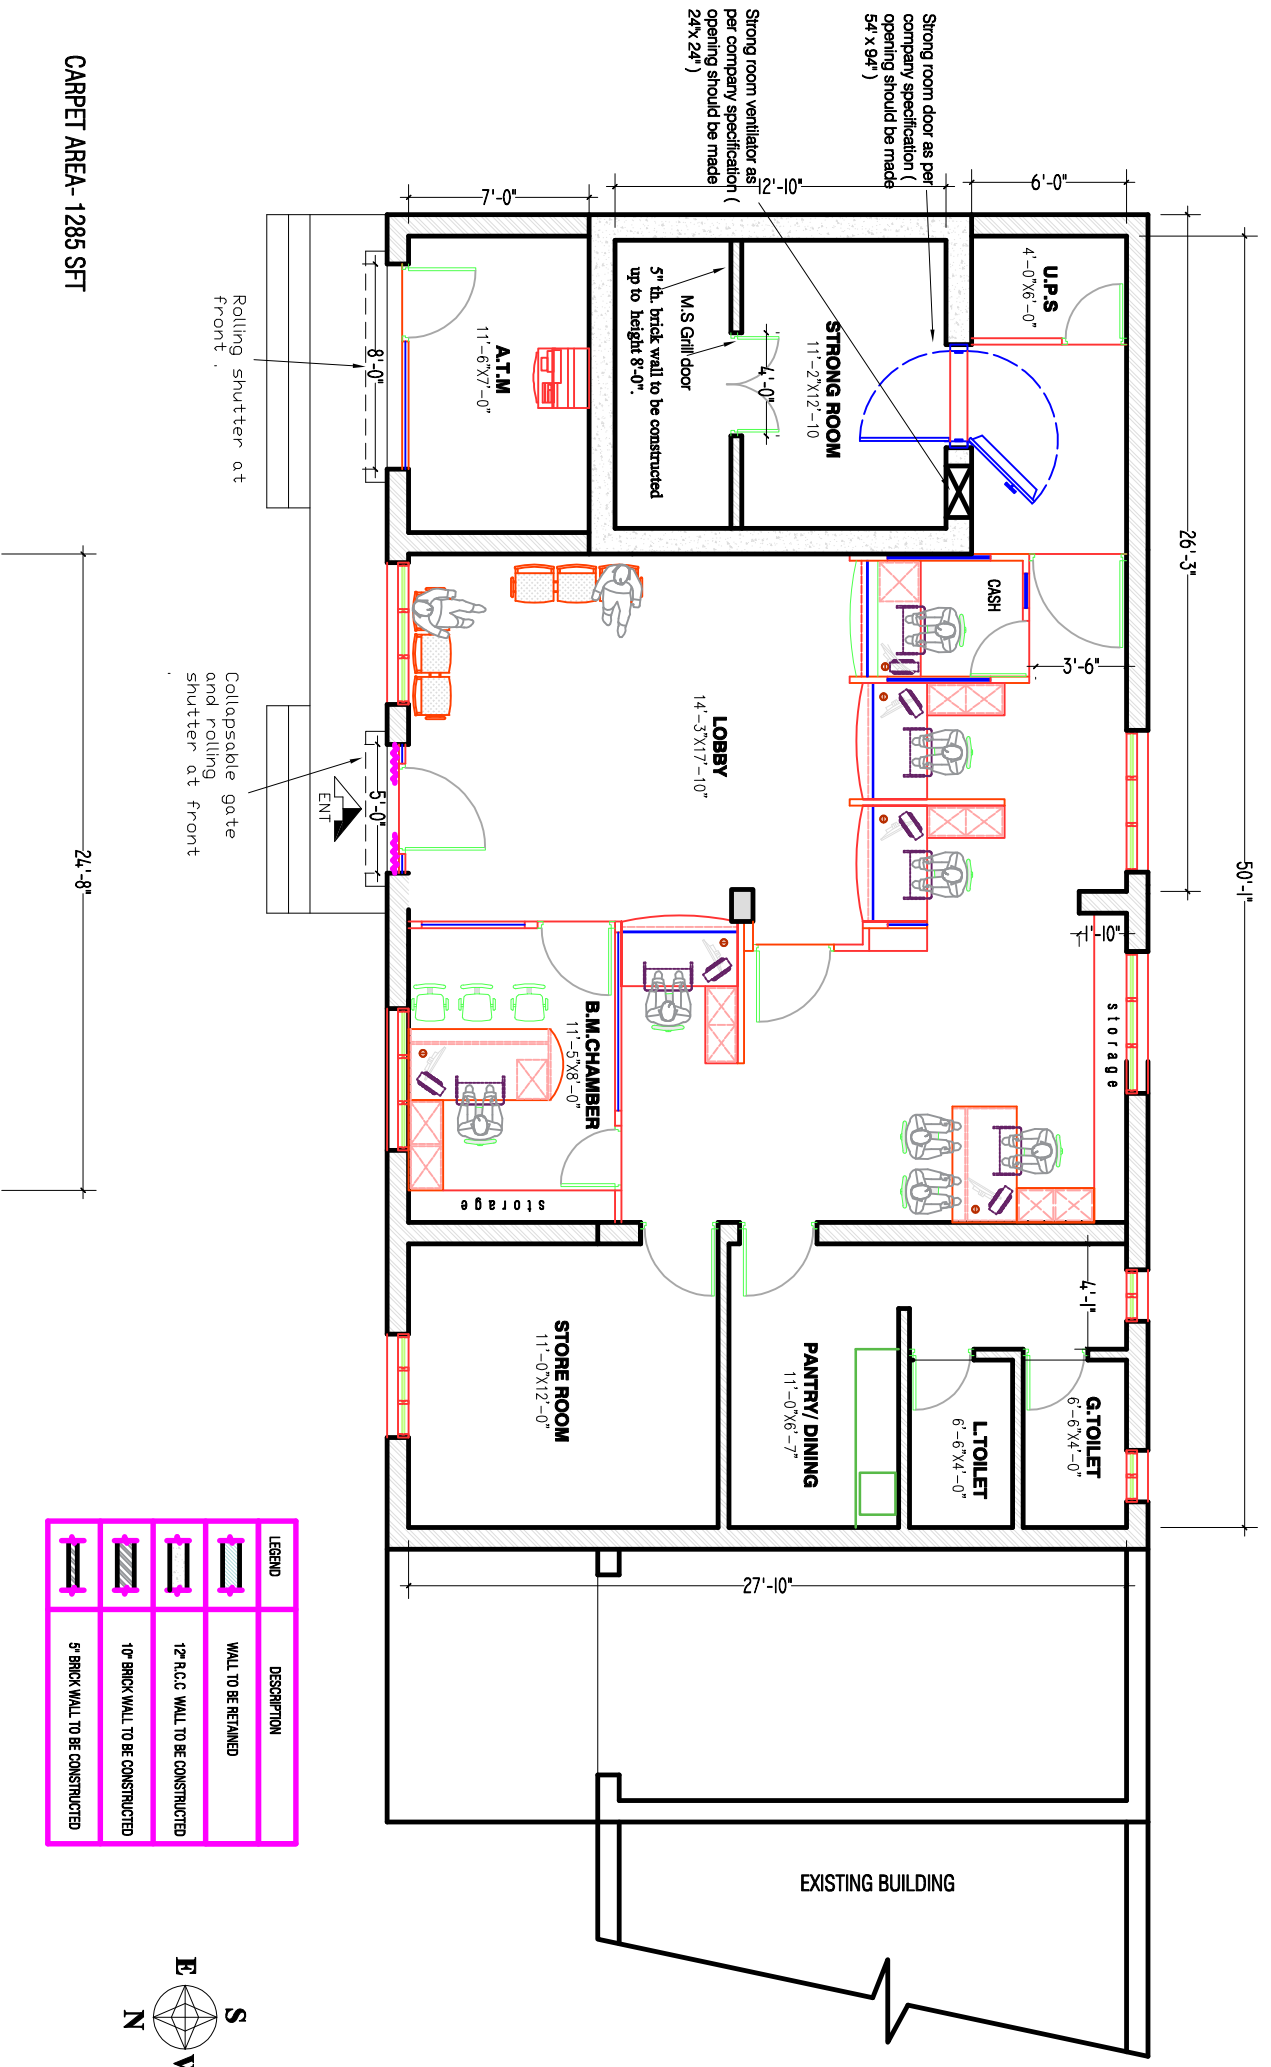 Strong room door as per
company specification (
opening should be made
54' x 94" )
Strong room ventilator as
per company specification (
opening should be made
24"x 24" )
26'-3"
50'-1"
6'-0"
12'-10"
7'-0"
U.P.S
4'-0"X6'-0"
STRONG ROOM
11'-2"X12'-10
4'-0"
M.S Grill door
5" th. brick wall to be constructed
up to height 8'-0".
A.T.M
11'-6"X7'-0"
8'-0"
Rolling shutter at
front .
CASH
3'-6"
LOBBY
14'-3"X17'-10"
5'-0"
ENT
Collapsable gate
and rolling
shutter at front
.
1'-10"
storage
B.M.CHAMBER
11'-5"X8'-0"
storage
24'-8"
4'-1"
G.TOILET
6'-6"X4'-0"
L.TOILET
6'-6"X4'-0"
PANTRY/ DINING
11'-0"X6'-7"
STORE ROOM
11'-0"X12'-0"
27'-10"
EXISTING BUILDING
CARPET AREA- 1285 SFT
LEGEND DESCRIPTION
WALL TO BE RETAINED
12" R.C.C WALL TO BE CONSTRUCTED
10" BRICK WALL TO BE CONSTRUCTED
5" BRICK WALL TO BE CONSTRUCTED
S
E
N